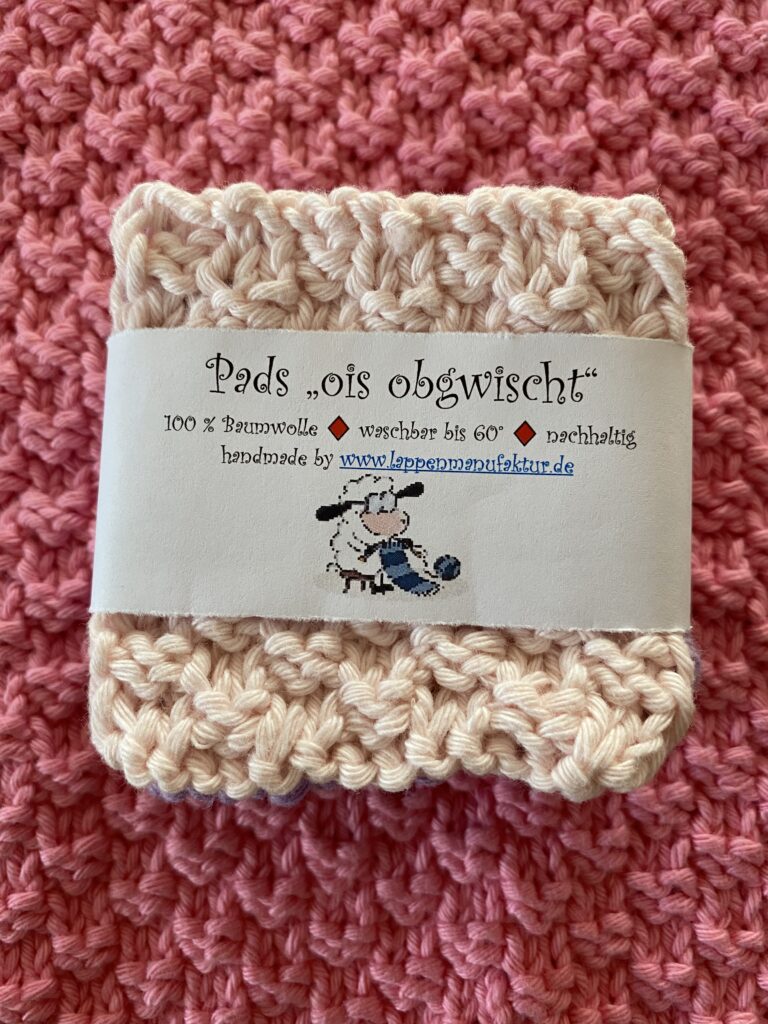 Pads „ois obgwischt“
100 % Baumwolle ♦ waschbar bis 60° ♦ nachhaltig
handmade by www.lappenmanufaktur.de